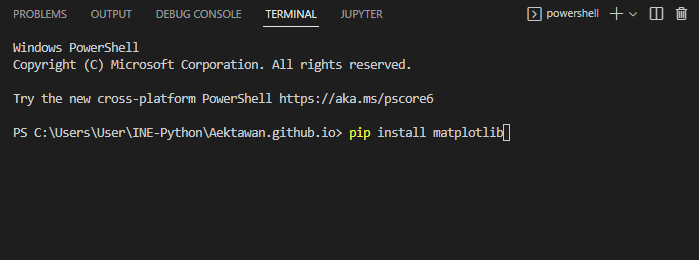 PROBLEMS OUTPUT DEBUG CONSOLE TERMINAL JUPYTER powershell
Windows PowerShell
Copyright (C) Microsoft Corporation. All rights reserved.
Try the new cross-platform PowerShell https://aka.ms/pscore6
PS C:\Users\User\INE-Python\Aektawan.github.io> pip install matplotlib